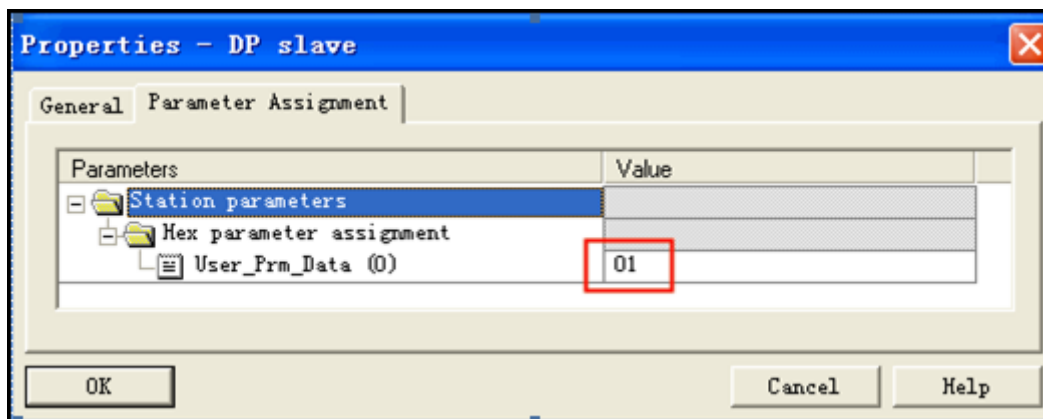 Properties - DP slave
General Parameter Assignment
Parameters Value
Station parameters
Hex parameter assignment
User_Prm_Data (0) 01
OK Cancel Help